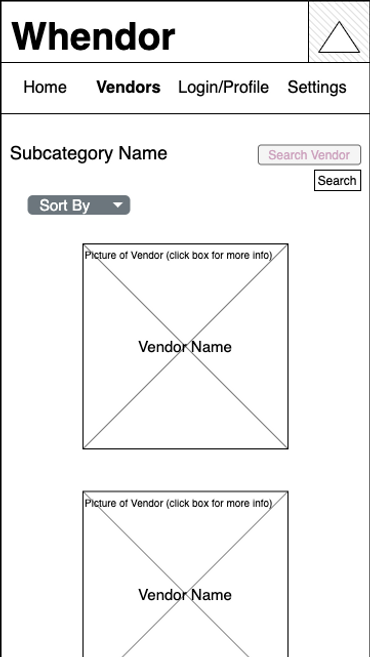 Whendor
Home Vendors Login/Profile Settings
Subcategory Name
Search Vendor
Search
Sort By
Picture of Vendor (click box for more info)
Vendor Name
Picture of Vendor (click box for more info)
Vendor Name